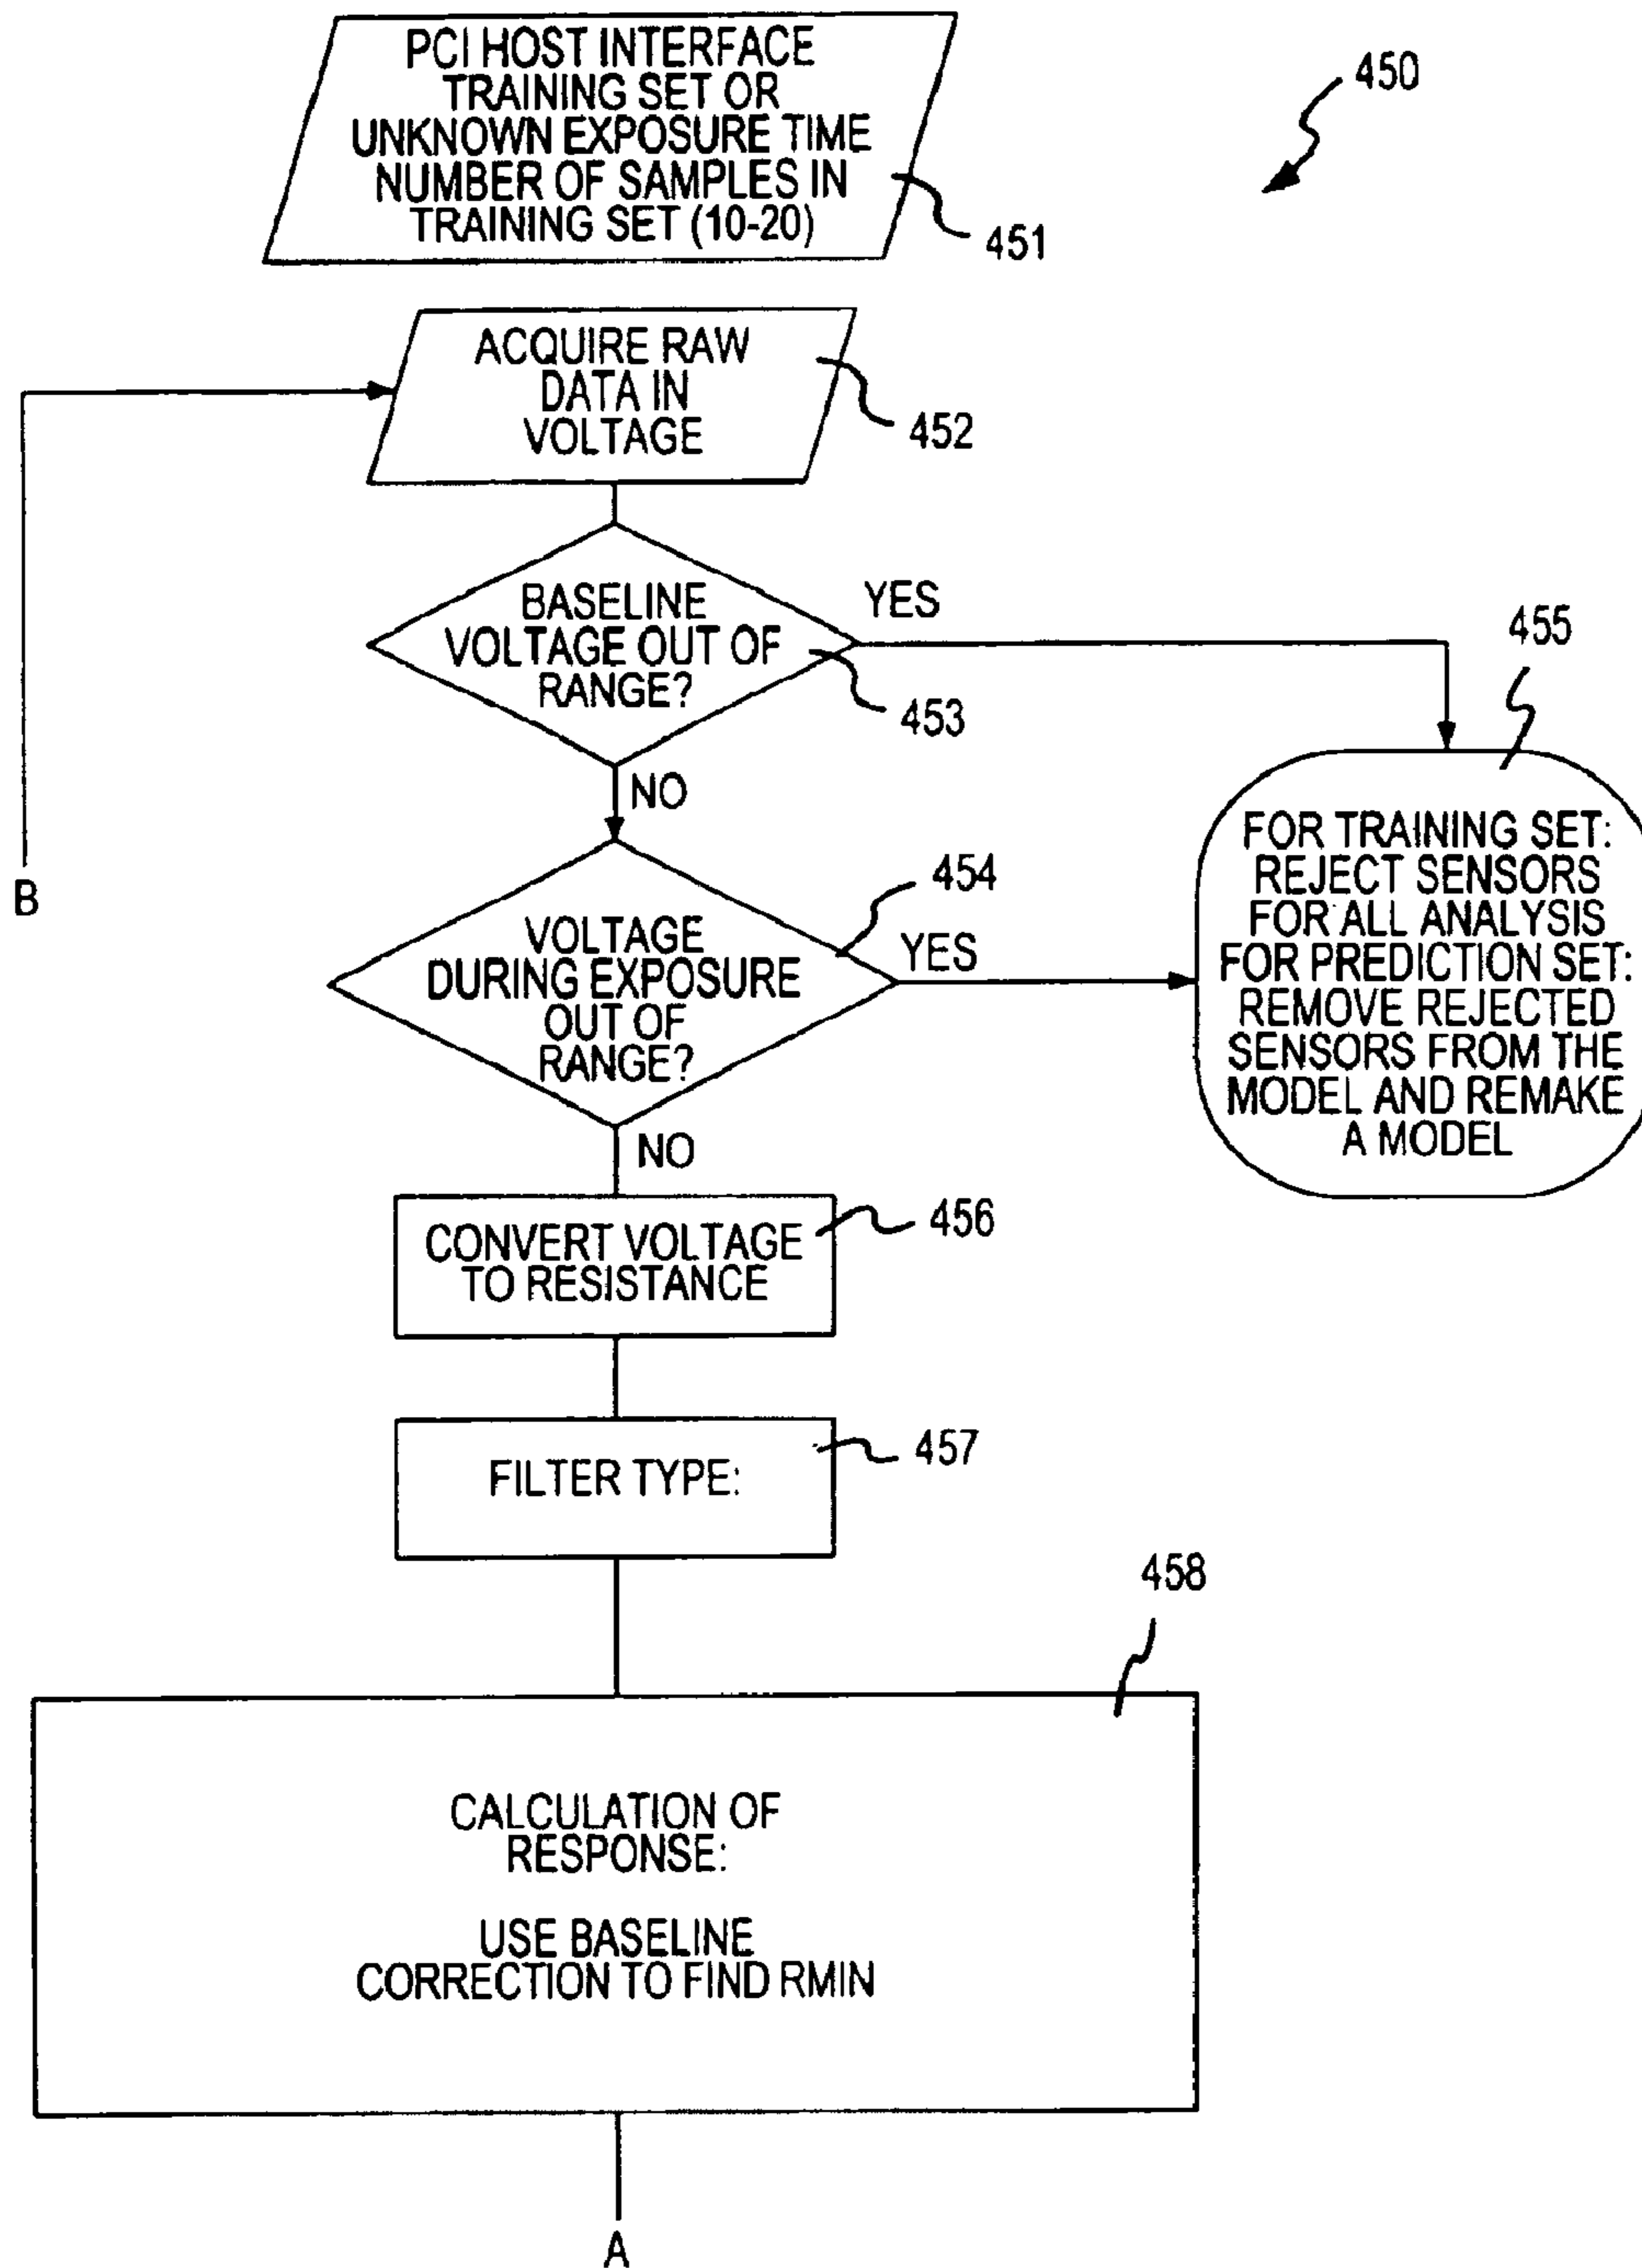 PCI HOST INTERFACE
TRAINING SET OR
UNKNOWN EXPOSURE TIME
NUMBER OF SAMPLES IN
TRAINING SET (10-20)
450
451
ACQUIRE RAW
DATA IN
VOLTAGE
452
BASELINE
VOLTAGE OUT OF
RANGE?
YES
453
455
NO
B
VOLTAGE
DURING EXPOSURE
OUT OF
RANGE?
454
YES
FOR TRAINING SET:
REJECT SENSORS
FOR ALL ANALYSIS
FOR PREDICTION SET:
REMOVE REJECTED
SENSORS FROM THE
MODEL AND REMAKE
A MODEL
NO
CONVERT VOLTAGE
TO RESISTANCE
456
FILTER TYPE:
457
458
CALCULATION OF
RESPONSE:
USE BASELINE
CORRECTION TO FIND RMIN
A